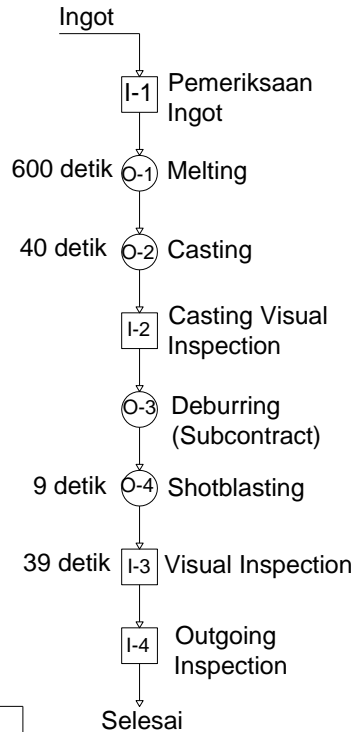 Ingot
I-1 Pemeriksaan
Ingot
600 detik O-1 Melting
40 detik O-2 Casting
I-2 Casting Visual
Inspection
O-3 Deburring
(Subcontract)
9 detik O-4 Shotblasting
39 detik I-3 Visual Inspection
I-4 Outgoing
Inspection
Selesai